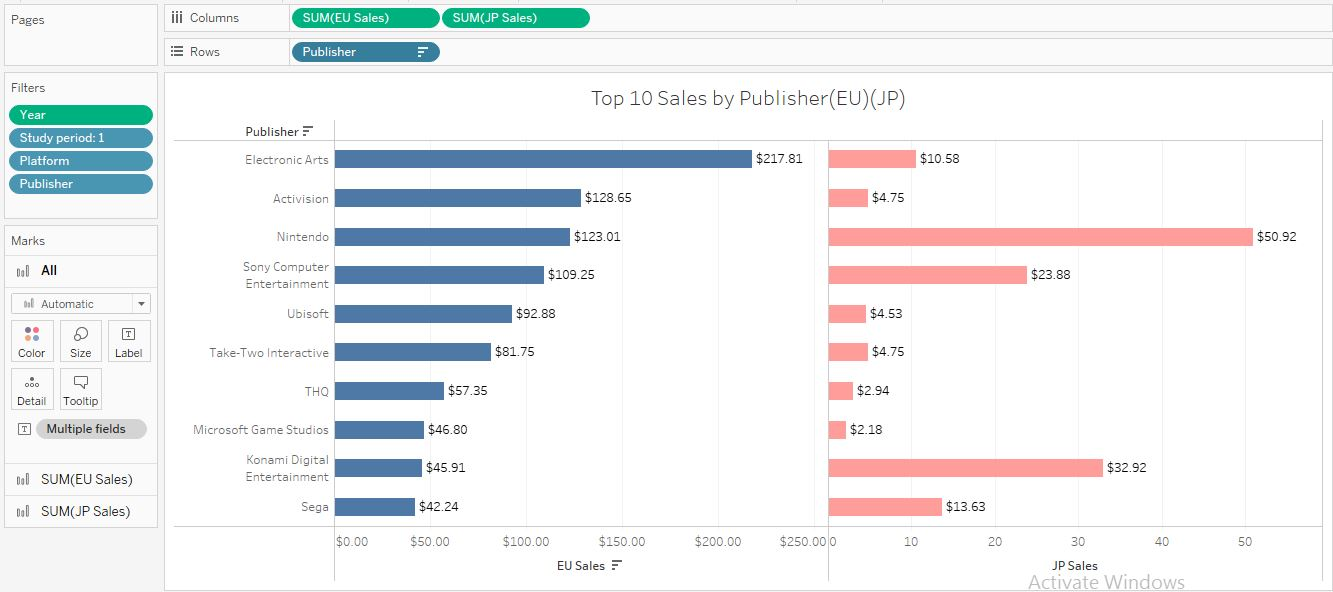 Pages
Columns
SUM(EU Sales)
SUM(JP Sales)
Rows
Publisher
Filters
Year
Study period: 1
Platform
Publisher
Marks
All
Automatic
Color
Size
Label
Detail
Tooltip
Multiple fields
SUM(EU Sales)
SUM(JP Sales)
Top 10 Sales by Publisher(EU)(JP)
Publisher
Electronic Arts
$217.81
$10.58
Activision
$128.65
$4.75
Nintendo
$123.01
$50.92
Sony Computer
Entertainment
$109.25
$23.88
Ubisoft
$92.88
$4.53
Take-Two Interactive
$81.75
$4.75
THQ
$57.35
$2.94
Microsoft Game Studios
$46.80
$2.18
Konami Digital
Entertainment
$45.91
$32.92
Sega
$42.24
$13.63
$0.00 $50.00 $100.00 $150.00 $200.00 $250.00
0 10 20 30 40 50
EU Sales
JP Sales
Activate Windows